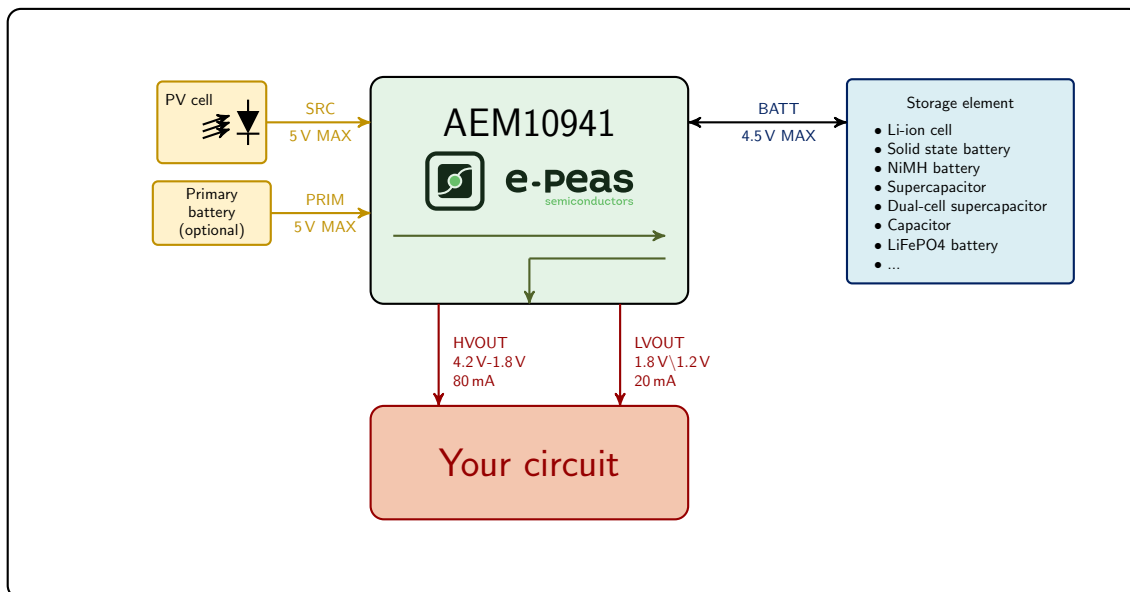 PV cell
SRC
5 V MAX
Primary
battery
(optional)
PRIM
5 V MAX
AEM10941
e-peas
semiconductors
BATT
4.5 V MAX
Storage element
• Li-ion cell
• Solid state battery
• NiMH battery
• Supercapacitor
• Dual-cell supercapacitor
• Capacitor
• LiFePO4 battery
• ...
HVOUT
4.2 V-1.8 V
80 mA
LVOUT
1.8 V\1.2 V
20 mA
Your circuit